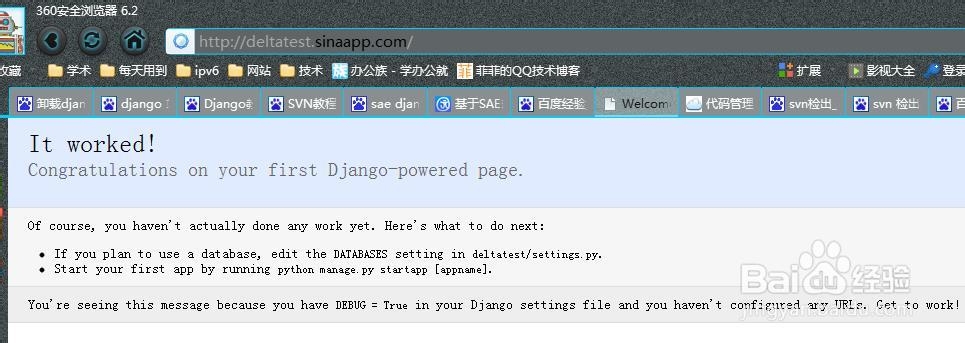 360安全浏览器 6.2
http://deltatest.sinaapp.com/
收藏 学术 每天用到 ipv6 网站 技术 办公族 - 学办公就 菲菲的QQ技术博客 扩展 影视大全 登录
卸载djan django Django SVN教程 sae djan 基于SAE 百度经验 Welcom 代码管理 svn检出_ svn 检出 百
It worked!
Congratulations on your first Django-powered page.
Of course, you haven't actually done any work yet. Here's what to do next:
If you plan to use a database, edit the DATABASES setting in deltatest/settings.py.
Start your first app by running python manage.py startapp [appname].
You're seeing this message because you have DEBUG = True in your Django settings file and you haven't configured any URLs. Get to work!
Baidu经验
jingyan.baidu.com